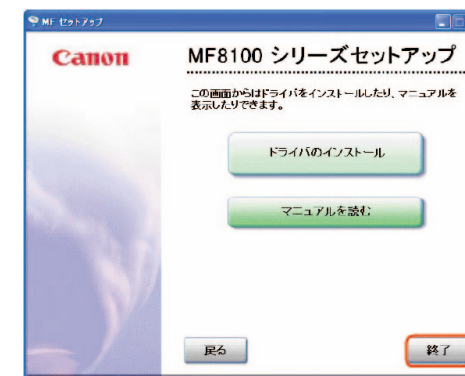 MF セットアップ
Canon
MF8100 シリーズセットアップ
この画面からはドライバをインストールしたり、マニュアルを
表示したりできます。
ドライバのインストール
マニュアルを読む
戻る
終了